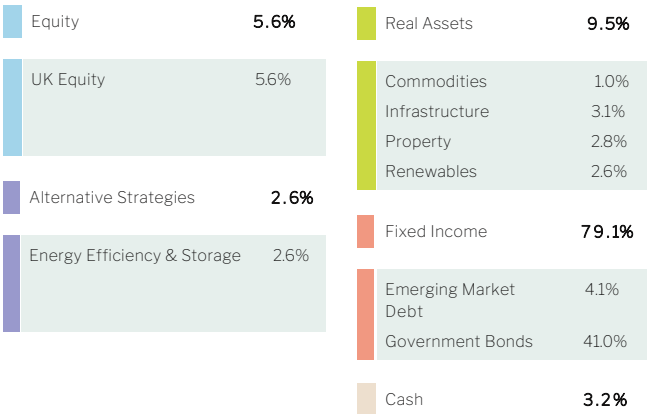 Equity 5.6%
UK Equity 5.6%
Alternative Strategies 2.6%
Energy Efficiency & Storage 2.6%
Real Assets 9.5%
Commodities 1.0%
Infrastructure 3.1%
Property 2.8%
Renewables 2.6%
Fixed Income 79.1%
Emerging Market 4.1%
Debt
Government Bonds 41.0%
Cash 3.2%